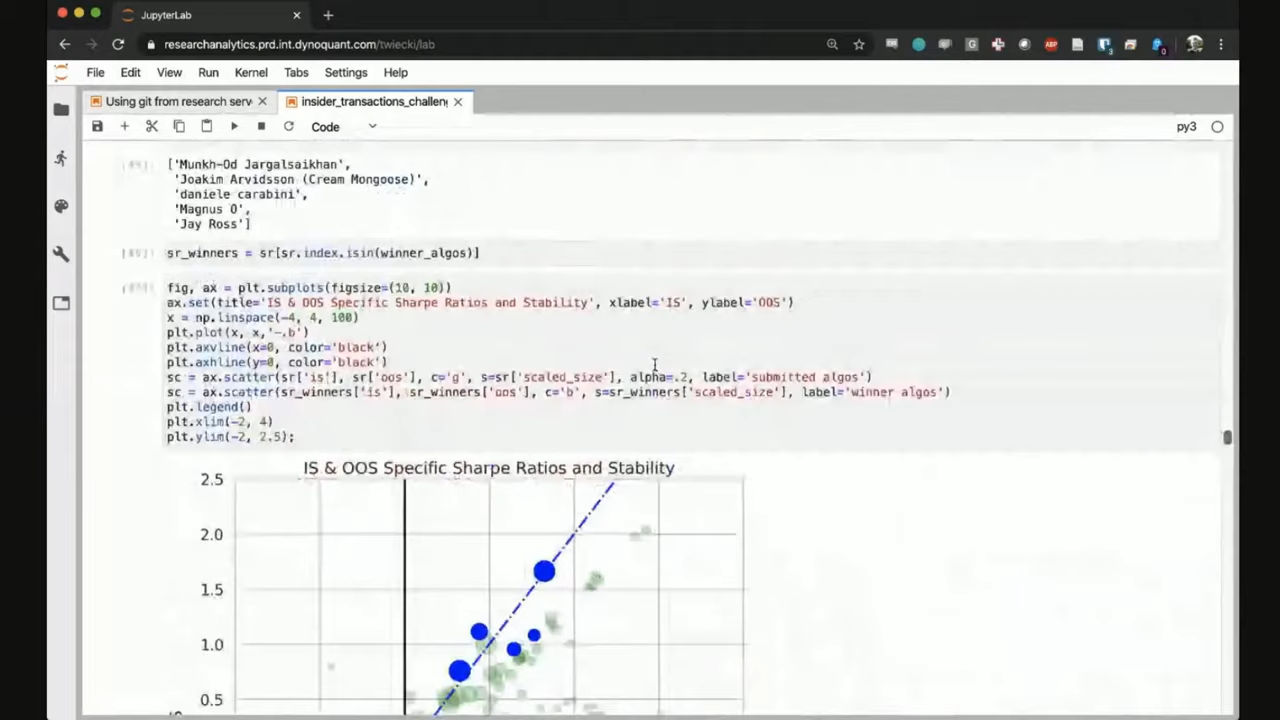 JupyterLab
researchanalytics.prd.int.dynoquant.com/twiecki/lab
File Edit View Run Kernel Tabs Settings Help
Using git from research serv
insider_transactions_challen
Code
py3
['Munkh-Od Jargalsaikhan',
'Joakim Arvidsson (Cream Mongoose)',
'daniele carabini',
'Magnus O',
'Jay Ross']
sr_winners = sr[sr.index.isin(winner_algos)]
fig, ax = plt.subplots(figsize=(10, 10))
ax.set(title='IS & OOS Specific Sharpe Ratios and Stability', xlabel='IS', ylabel='OOS')
x = np.linspace(-4, 4, 100)
plt.plot(x, x,'-.b')
plt.axvline(x=0, color='black')
plt.axhline(y=0, color='black')
sc = ax.scatter(sr['is'], sr['oos'], c='g', s=sr['scaled_size'], alpha=.2, label='submitted algos')
sc = ax.scatter(sr_winners['is'], sr_winners['oos'], c='b', s=sr_winners['scaled_size'], label='winner algos')
plt.legend()
plt.xlim(-2, 4)
plt.ylim(-2, 2.5);
IS & OOS Specific Sharpe Ratios and Stability
2.5
2.0
1.5
1.0
0.5